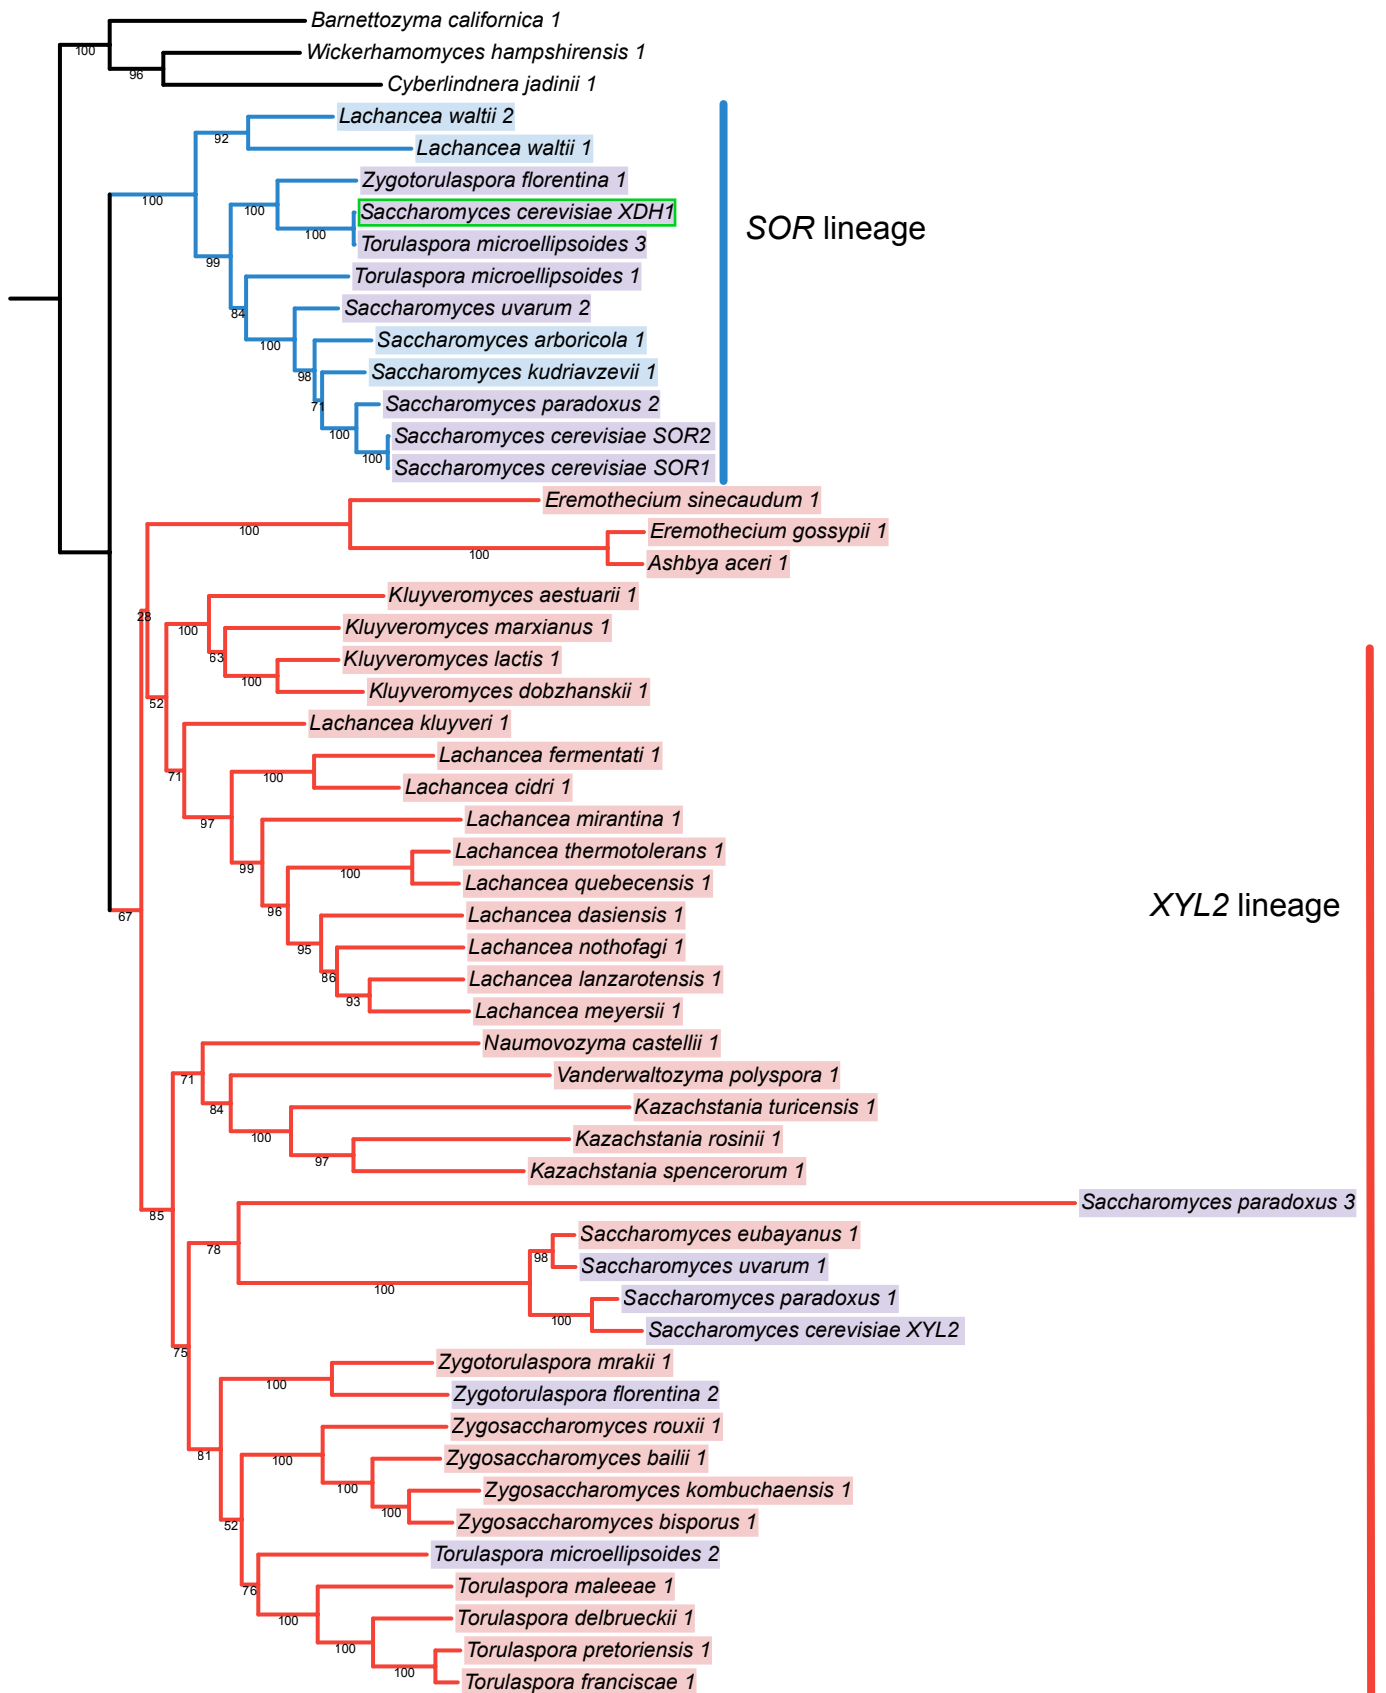 Barnettozyma californica 1
100
Wickerhamomyces hampshirensis 1
96
Cyberlindnera jadinii 1
Lachancea waltii 2
92
Lachancea waltii 1
Zygotorulaspora florentina 1
100
100
Saccharomyces cerevisiae XDH1
SOR lineage
100
Torulaspora microellipsoides 3
99
Torulaspora microellipsoides 1
Saccharomyces uvarum 2
84
Saccharomyces arboricola 1
100
Saccharomyces kudriavzevii 1
98
Saccharomyces paradoxus 2
71
Saccharomyces cerevisiae SOR2
100
100
Saccharomyces cerevisiae SOR1
Eremothecium sinecaudum 1
100
Eremothecium gossypii 1
100
Ashbya aceri 1
Kluyveromyces aestuarii 1
28
Kluyveromyces marxianus 1
100
Kluyveromyces lactis 1
63
100
Kluyveromyces dobzhanskii 1
52
Lachancea kluyveri 1
Lachancea fermentati 1
71
100
Lachancea cidri 1
Lachancea mirantina 1
97
Lachancea thermotolerans 1
99
100
Lachancea quebecensis 1
XYL2 lineage
96
67
Lachancea dasiensis 1
Lachancea nothofagi 1
95
Lachancea lanzarotensis 1
86
93
Lachancea meyersii 1
Naumovozyma castellii 1
71
Vanderwaltozyma polyspora 1
84
Kazachstania turicensis 1
100
Kazachstania rosinii 1
97
Kazachstania spencerorum 1
Saccharomyces paradoxus 3
85
Saccharomyces eubayanus 1
78
98
Saccharomyces uvarum 1
100
Saccharomyces paradoxus 1
100
Saccharomyces cerevisiae XYL2
75
Zygotorulaspora mrakii 1
100
Zygotorulaspora florentina 2
Zygosaccharomyces rouxii 1
81
100
Zygosaccharomyces bailii 1
100
Zygosaccharomyces kombuchaensis 1
100
Zygosaccharomyces bisporus 1
52
Torulaspora microellipsoides 2
Torulaspora maleeae 1
76
Torulaspora delbrueckii 1
100
Torulaspora pretoriensis 1
100
100
Torulaspora franciscae 1